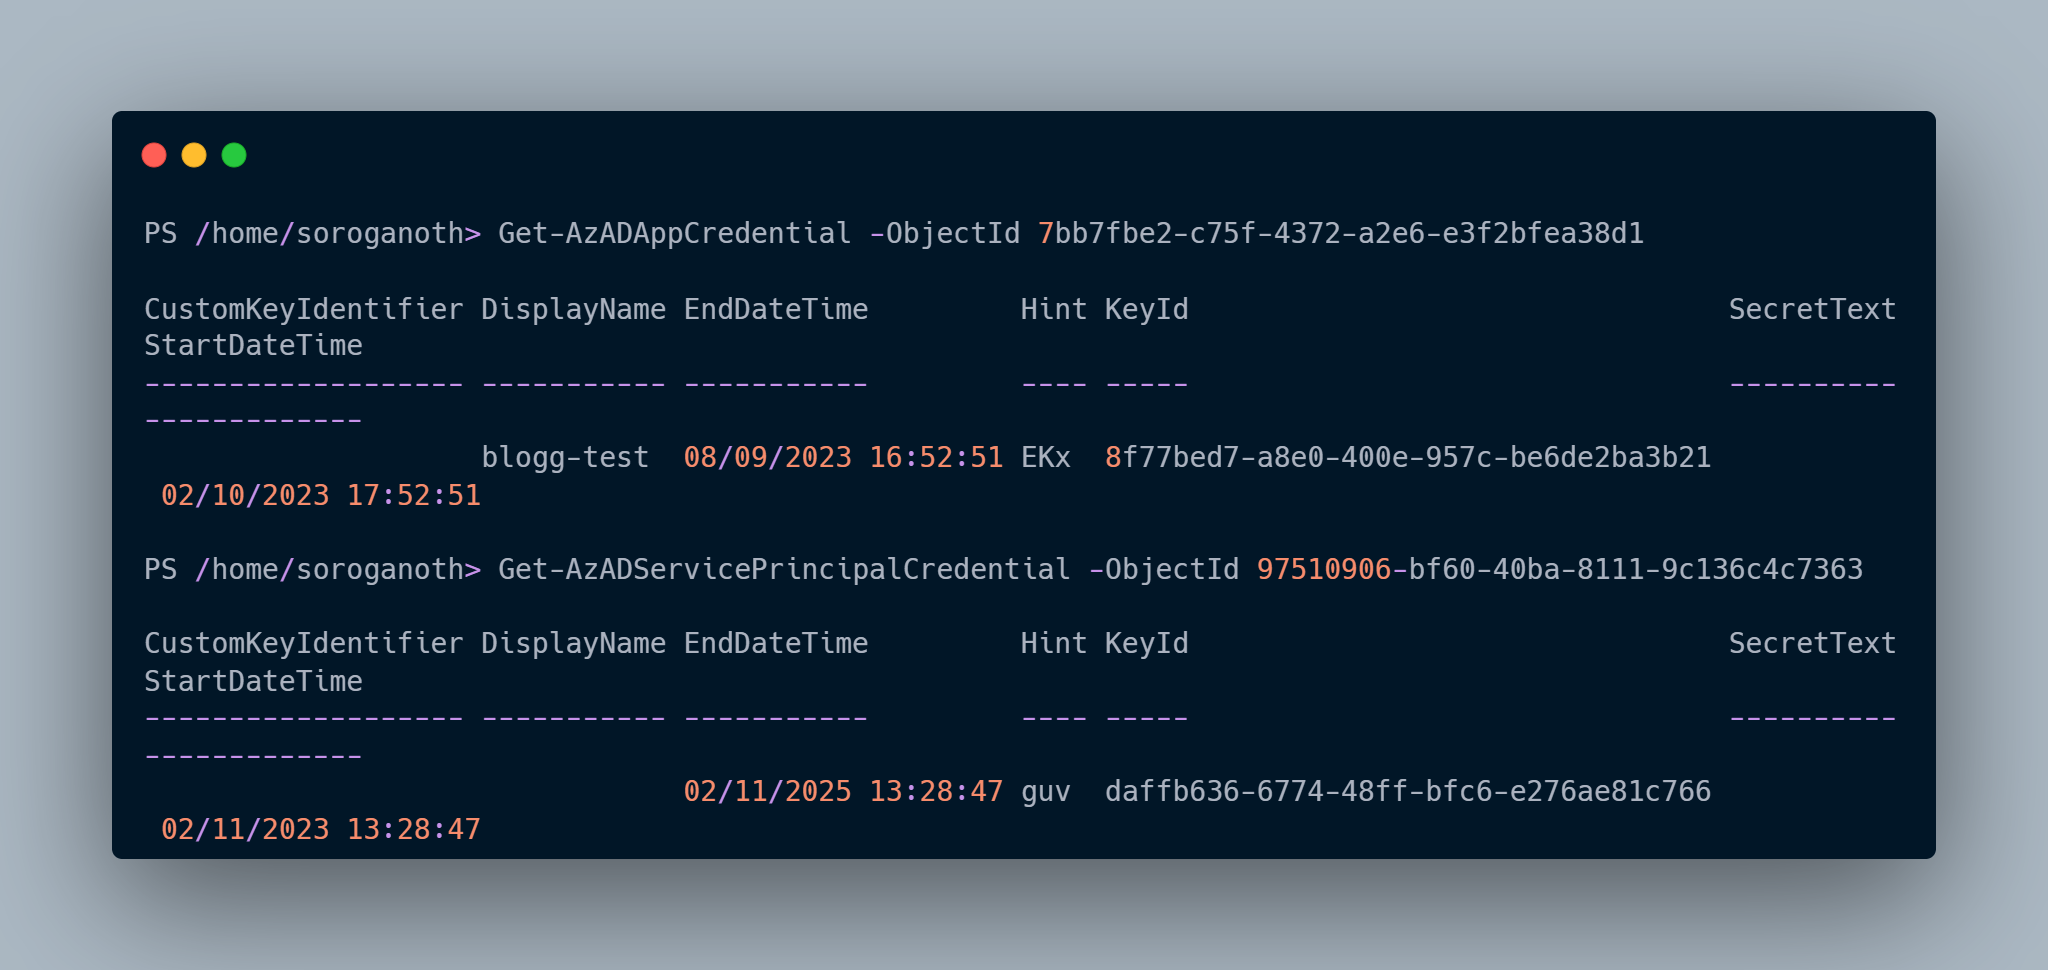 PS /home/soroganoth> Get-AzADAppCredential -ObjectId 7bb7fbe2-c75f-4372-a2e6-e3f2bfea38d1
CustomKeyIdentifier DisplayName EndDateTime         Hint KeyId                                SecretText
StartDateTime
------------------- ----------- -----------         ---- -----                                ----------
-------------
                    blogg-test  08/09/2023 16:52:51 EKx  8f77bed7-a8e0-400e-957c-be6de2ba3b21
 02/10/2023 17:52:51
PS /home/soroganoth> Get-AzADServicePrincipalCredential -ObjectId 97510906-bf60-40ba-8111-9c136c4c7363
CustomKeyIdentifier DisplayName EndDateTime         Hint KeyId                                SecretText
StartDateTime
------------------- ----------- -----------         ---- -----                                ----------
-------------
                                02/11/2025 13:28:47 guv  daffb636-6774-48ff-bfc6-e276ae81c766
 02/11/2023 13:28:47